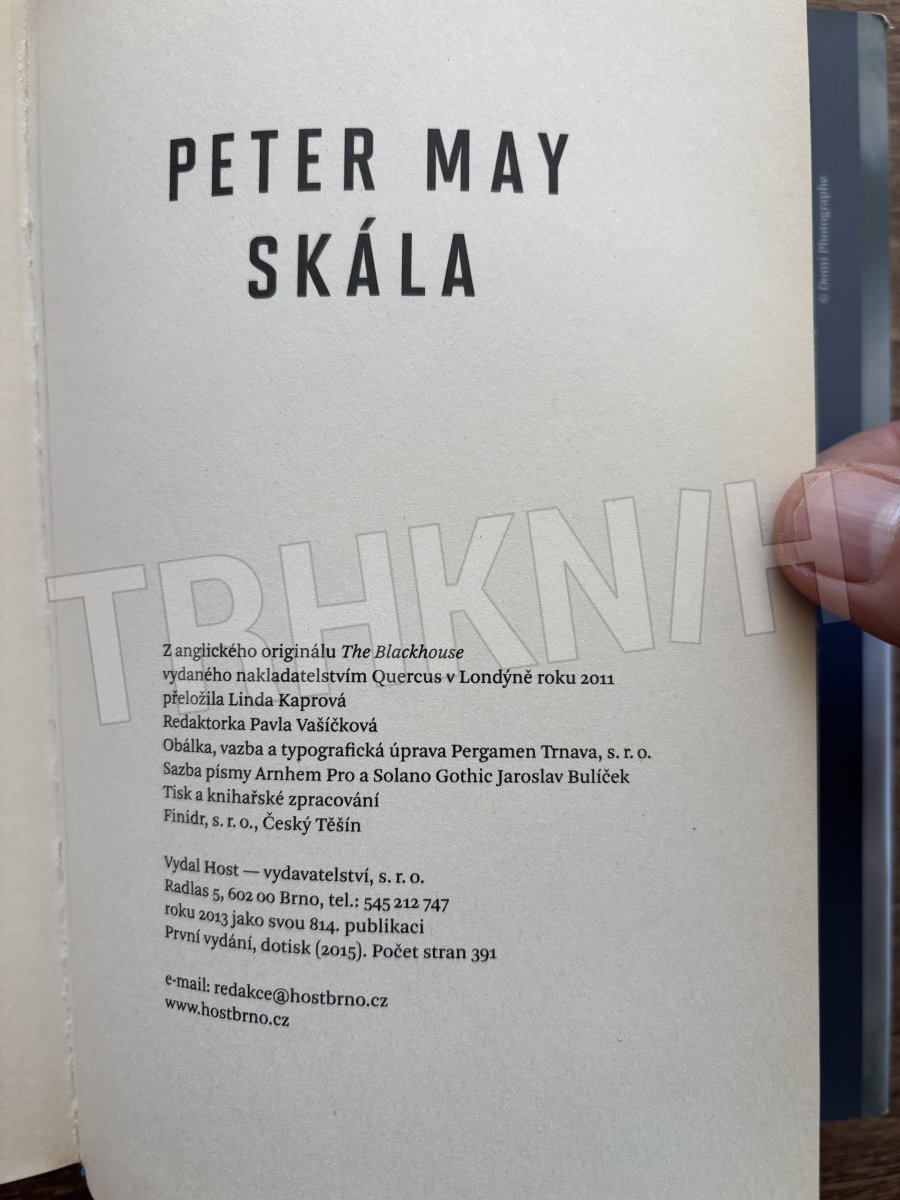 PETER MAY
SKÁLA
© Domi Photographe
TRHKNIH
Z anglického originálu The Blackhouse
vydaného nakladatelstvím Quercus v Londýně roku 2011
přeložila Linda Kaprová
Redaktorka Pavla Vašíčková
Obálka, vazba a typografická úprava Pergamen Trnava, s. r. o.
Sazba písmy Arnhem Pro a Solano Gothic Jaroslav Bulíček
Tisk a knihařské zpracování
Finidr, s. r. o., Český Těšín
Vydal Host — vydavatelství, s. r. o.
Radlas 5, 602 00 Brno, tel.: 545 212 747
roku 2013 jako svou 814. publikaci
První vydání, dotisk (2015). Počet stran 391
e-mail: redakce@hostbrno.cz
www.hostbrno.cz